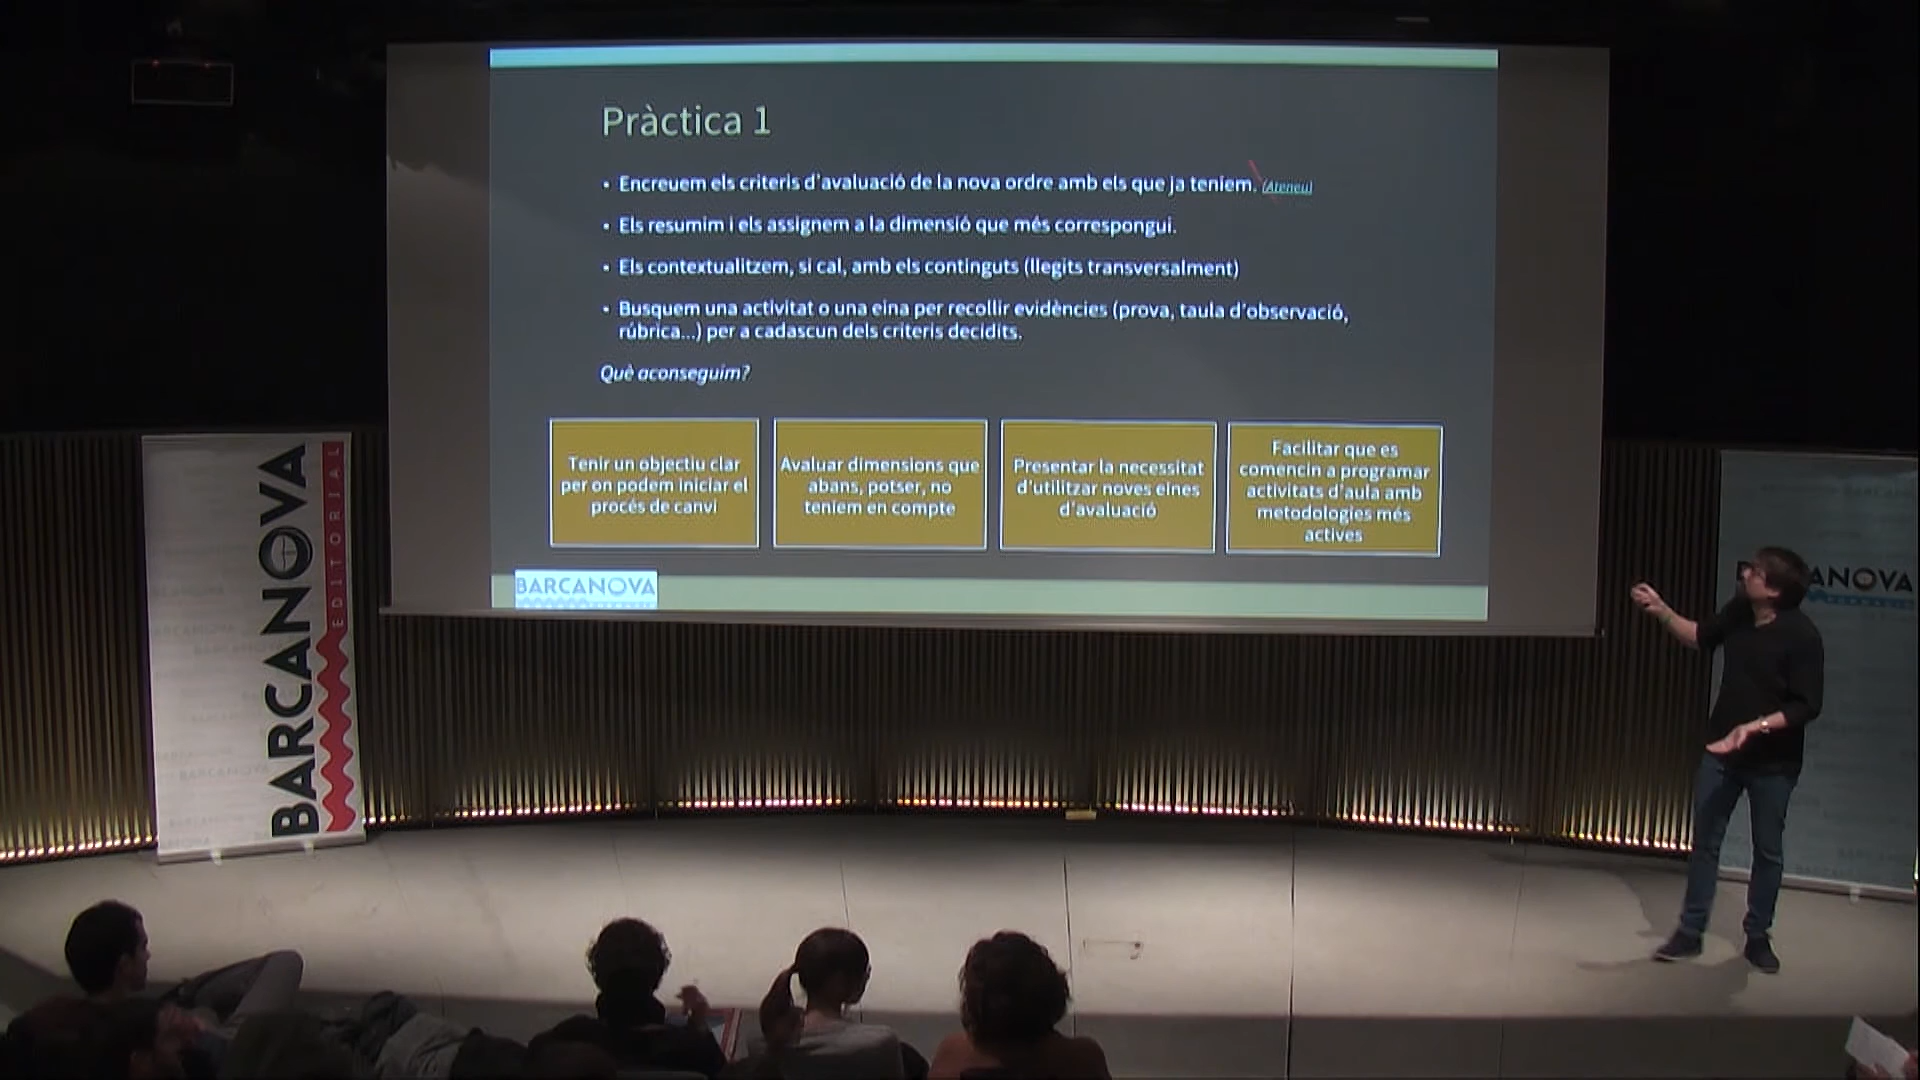 Pràctica 1
• Encreuem els criteris d'avaluació de la nova ordre amb els que ja teniem. (Ateneu)
• Els resumim i els assignem a la dimensió que més correspongui.
• Els contextualitzem, si cal, amb els continguts (llegits transversalment)
• Busquem una activitat o una eina per recollir evidències (prova, taula d'observació,
rúbrica...) per a cadascun dels criteris decidits.
Què aconseguim?
Tenir un objectiu clar
per on podem iniciar el
procés de canvi
Avaluar dimensions que
abans, potser, no
teniem en compte
Presentar la necessitat
d'utilitzar noves eines
d'avaluació
Facilitar que es
comencin a programar
activitats d'aula amb
metodologies més
actives
BARCANOVA
BARCANOVA
EDITORIAL
ANOVA